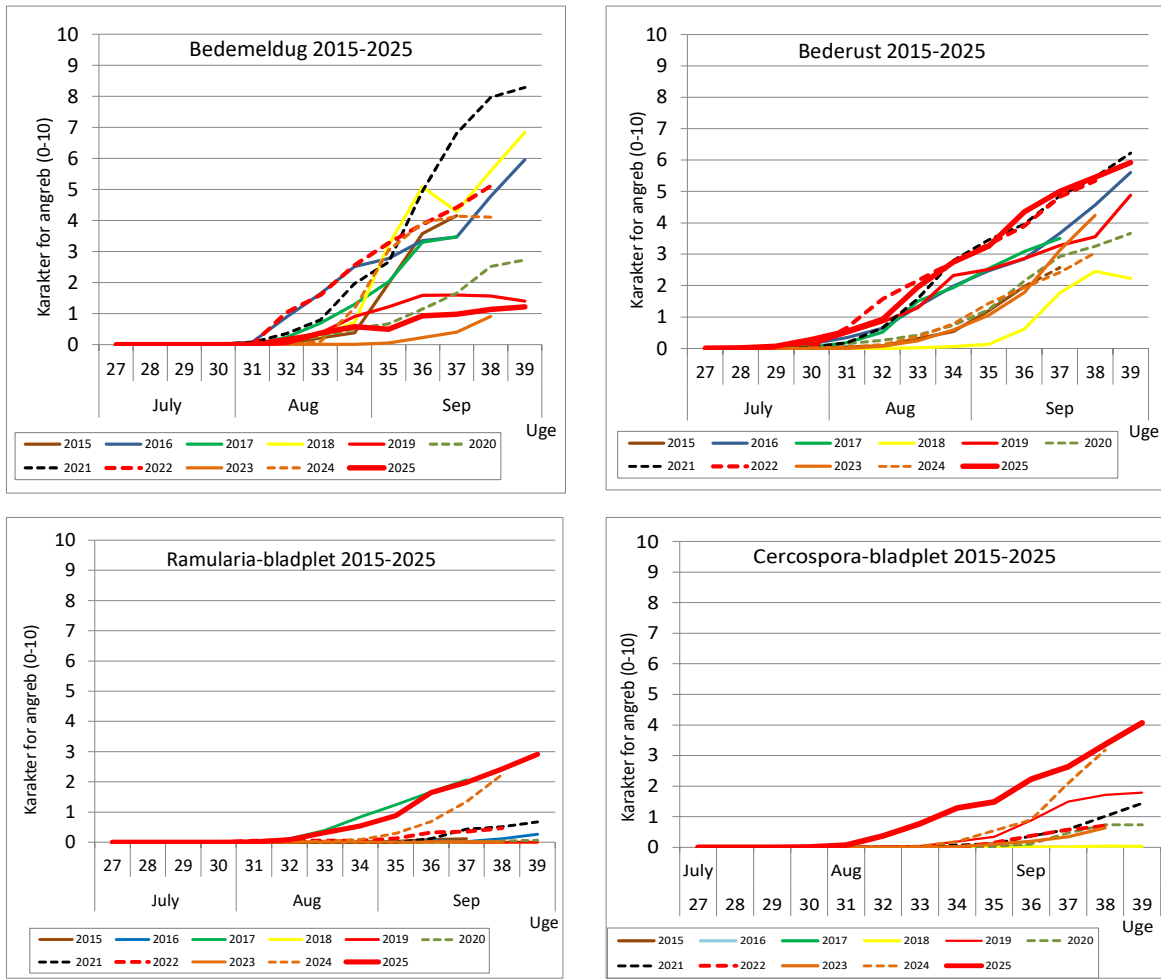 Bedemeldug 2015-2025
Karakter for angreb (0-10)
10
9
8
7
6
5
4
3
2
1
0
27 28 29 30 31 32 33 34 35 36 37 38 39
July Aug Sep
Uge
2015 2016 2017 2018 2019 2020
2021 2022 2023 2024 2025
Bederust 2015-2025
Karakter for angreb (0-10)
10
9
8
7
6
5
4
3
2
1
0
27 28 29 30 31 32 33 34 35 36 37 38 39
July Aug Sep
Uge
2015 2016 2017 2018 2019 2020
2021 2022 2023 2024 2025
Ramularia-bladplet 2015-2025
Karakter for angreb (0-10)
10
9
8
7
6
5
4
3
2
1
0
27 28 29 30 31 32 33 34 35 36 37 38 39
July Aug Sep
Uge
2015 2016 2017 2018 2019 2020
2021 2022 2023 2024 2025
Cercospora-bladplet 2015-2025
Karakter for angreb (0-10)
10
9
8
7
6
5
4
3
2
1
0
July Aug Sep
27 28 29 30 31 32 33 34 35 36 37 38 39
Uge
2015 2016 2017 2018 2019 2020
2021 2022 2023 2024 2025